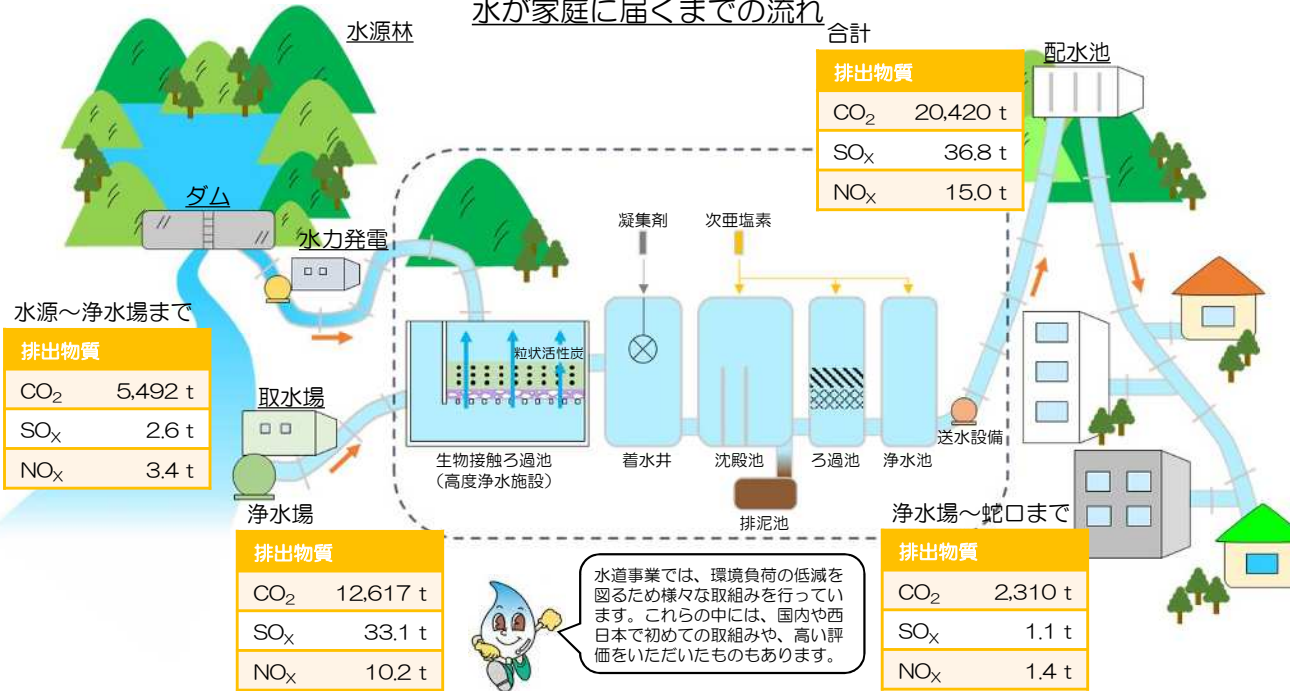 水が家庭に届くまでの流れ
水源林
合計
排出物質
CO₂ 20,420 t
SOₓ 36.8 t
NOₓ 15.0 t
配水池
ダム
水力発電
凝集剤
次亜塩素
水源～浄水場まで
排出物質
CO₂ 5,492 t
SOₓ 2.6 t
NOₓ 3.4 t
取水場
粒状活性炭
生物接触ろ過池
（高度浄水施設）
着水井
沈殿池
ろ過池
浄水池
送水設備
排泥池
浄水場
排出物質
CO₂ 12,617 t
SOₓ 33.1 t
NOₓ 10.2 t
水道事業では、環境負荷の低減を
図るため様々な取組みを行ってい
ます。これらの中には、国内や西
日本で初めての取組みや、高い評
価をいただいたものもあります。
浄水場～蛇口まで
排出物質
CO₂ 2,310 t
SOₓ 1.1 t
NOₓ 1.4 t